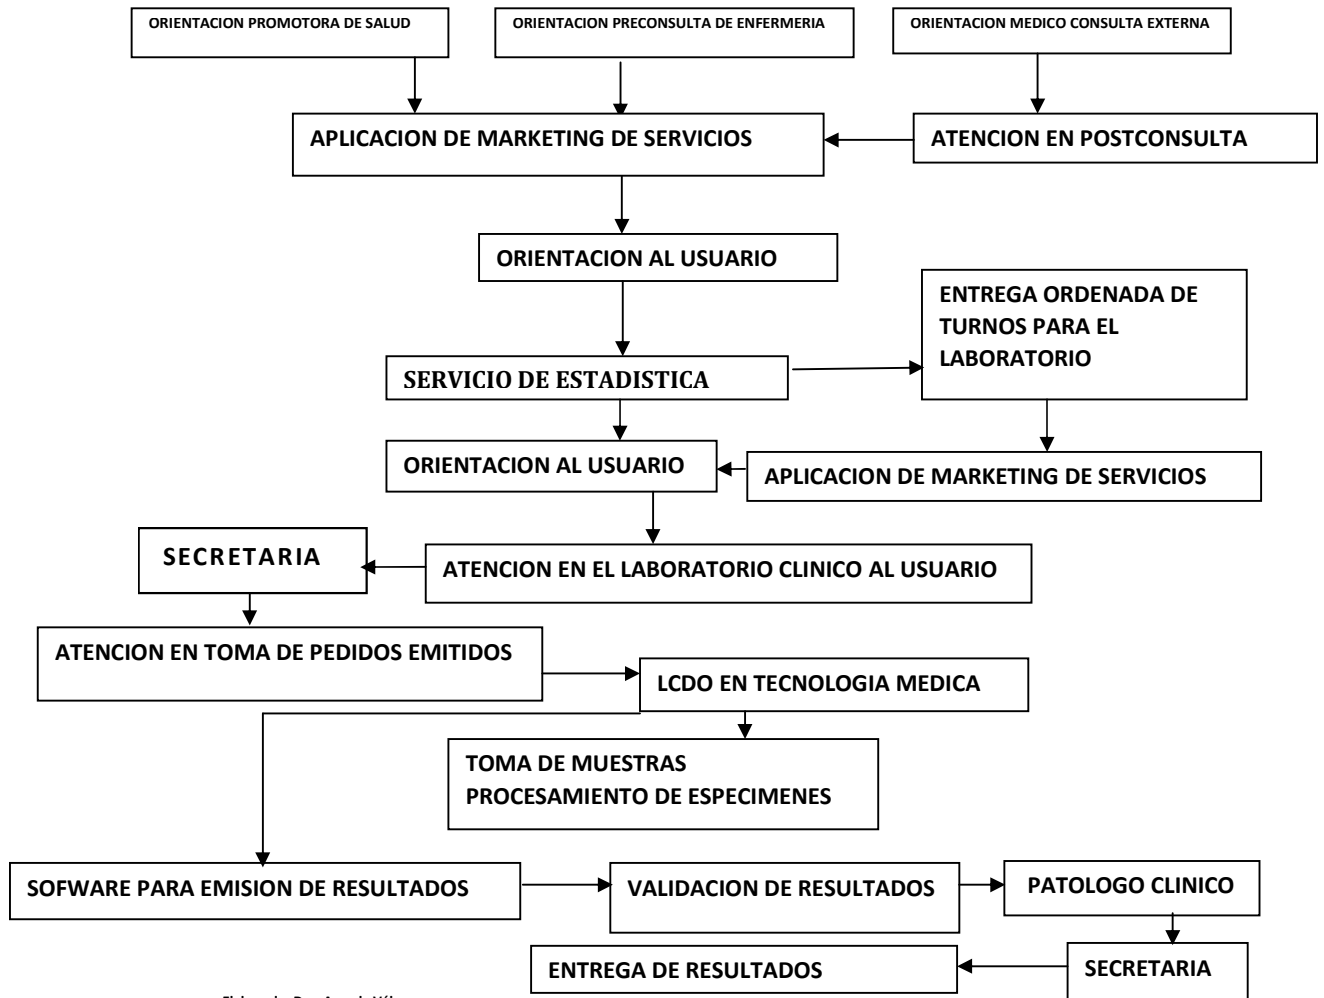 ORIENTACION PROMOTORA DE SALUD
ORIENTACION PRECONSULTA DE ENFERMERIA
ORIENTACION MEDICO CONSULTA EXTERNA
APLICACION DE MARKETING DE SERVICIOS
ATENCION EN POSTCONSULTA
ORIENTACION AL USUARIO
ENTREGA ORDENADA DE
TURNOS PARA EL
LABORATORIO
SERVICIO DE ESTADISTICA
ORIENTACION AL USUARIO
APLICACION DE MARKETING DE SERVICIOS
SECRETARIA
ATENCION EN EL LABORATORIO CLINICO AL USUARIO
ATENCION EN TOMA DE PEDIDOS EMITIDOS
LCDO EN TECNOLOGIA MEDICA
TOMA DE MUESTRAS
PROCESAMIENTO DE ESPECIMENES
SOFWARE PARA EMISION DE RESULTADOS
VALIDACION DE RESULTADOS
PATOLOGO CLINICO
ENTREGA DE RESULTADOS
SECRETARIA